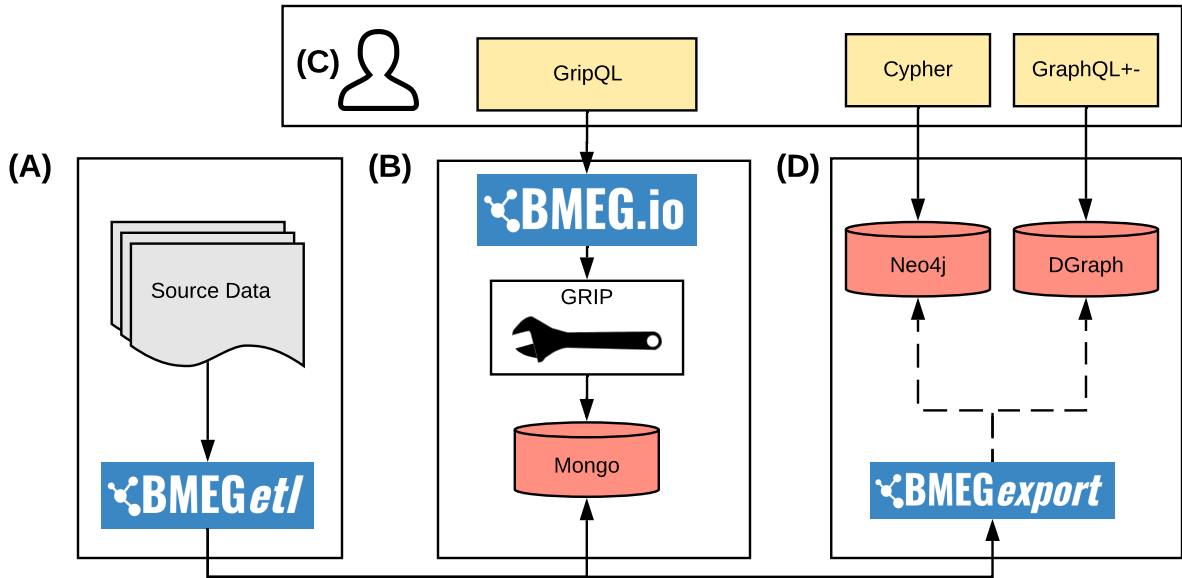 (C)
GripQL
Cypher
GraphQL+-
(A)
(B)
(D)
BMEG.io
Neo4j
DGraph
Source Data
GRIP
Mongo
BMEGetl
BMEGexport